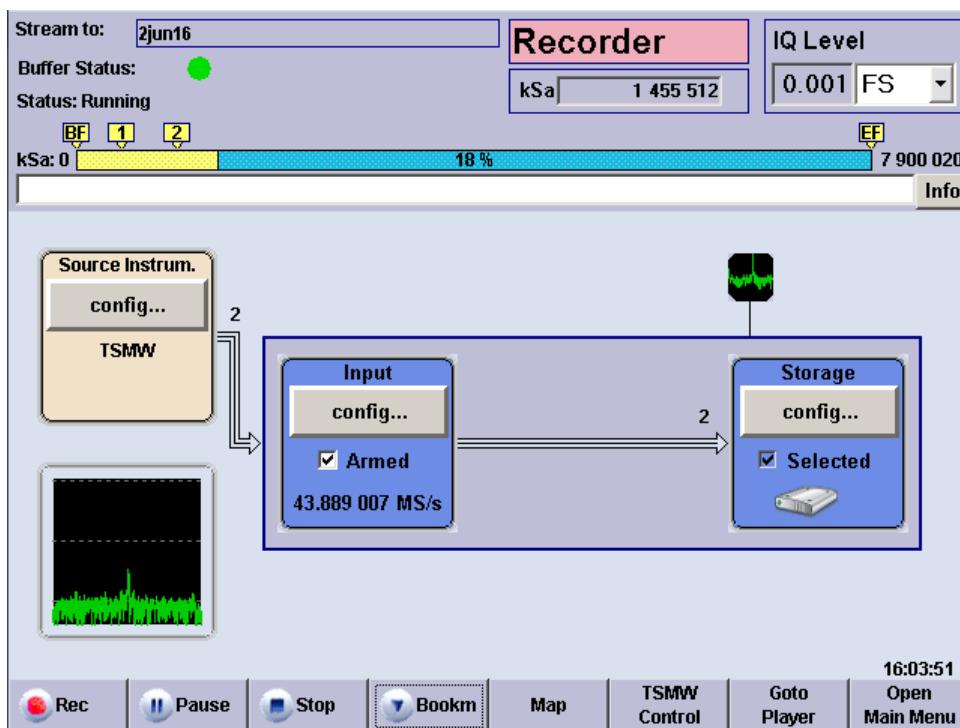 Stream to: 2jun16
Recorder
IQ Level
Buffer Status:
kSa 1 455 512
0.001 FS
Status: Running
BF 1 2 EF
kSa: 0 18 % 7 900 020
Info
Source Instrum.
config...
TSMW
2
Input
config...
Armed
43.889 007 MS/s
2
Storage
config...
Selected
16:03:51
Rec
Pause
Stop
Bookm
Map
TSMW
Control
Goto
Player
Open
Main Menu